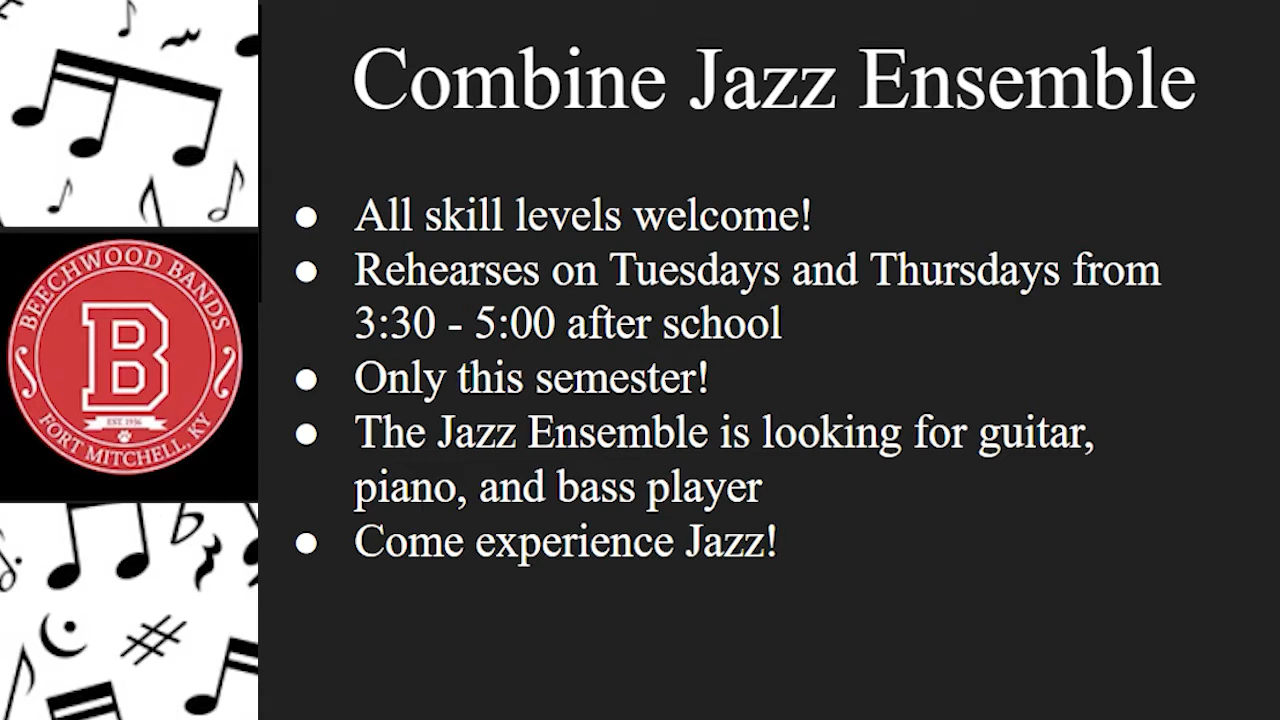 Combine Jazz Ensemble
● All skill levels welcome!
● Rehearses on Tuesdays and Thursdays from
3:30 - 5:00 after school
● Only this semester!
● The Jazz Ensemble is looking for guitar,
piano, and bass player
● Come experience Jazz!
BEECHWOOD BANDS
B
EST. 1936
FORT MITCHELL, KY